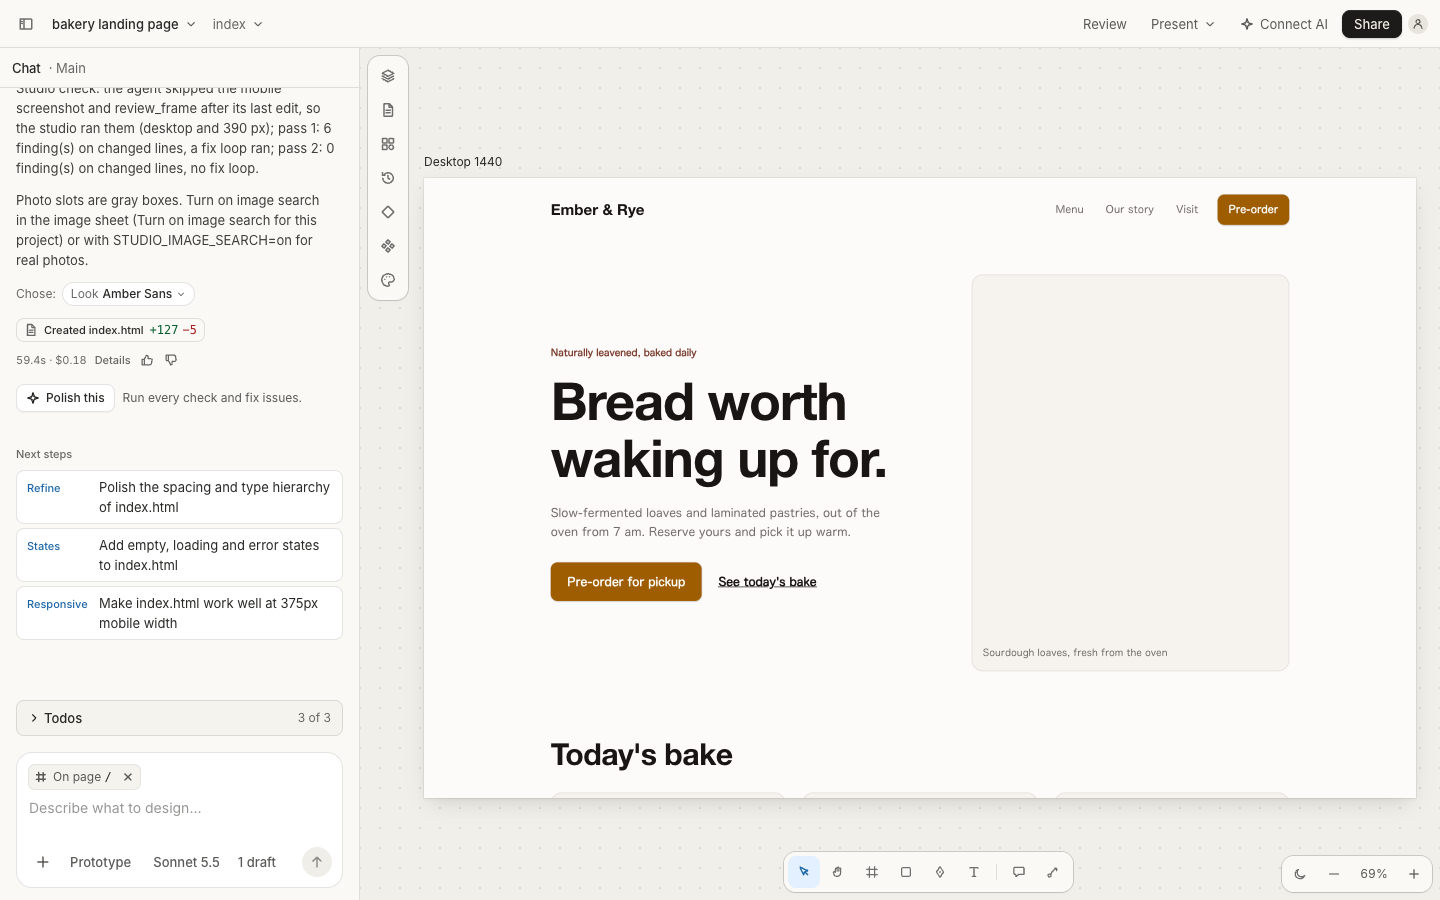 bakery landing page
index
Review
Present
Connect AI
Share
Chat · Main
Studio check: the agent skipped the mobile
screenshot and review_frame after its last edit, so
the studio ran them (desktop and 390 px); pass 1: 6
finding(s) on changed lines, a fix loop ran; pass 2: 0
finding(s) on changed lines, no fix loop.
Photo slots are gray boxes. Turn on image search
in the image sheet (Turn on image search for this
project) or with STUDIO_IMAGE_SEARCH=on for
real photos.
Chose: Look Amber Sans
Created index.html +127 −5
59.4s · $0.18 Details
Polish this Run every check and fix issues.
Next steps
Refine Polish the spacing and type hierarchy
of index.html
States Add empty, loading and error states
to index.html
Responsive Make index.html work well at 375px
mobile width
Todos 3 of 3
On page /
Describe what to design...
Prototype Sonnet 5.5 1 draft
Desktop 1440
Ember & Rye
Menu Our story Visit Pre-order
Naturally leavened, baked daily
Bread worth
waking up for.
Slow-fermented loaves and laminated pastries, out of the
oven from 7 am. Reserve yours and pick it up warm.
Pre-order for pickup See today's bake
Sourdough loaves, fresh from the oven
Today's bake
69%